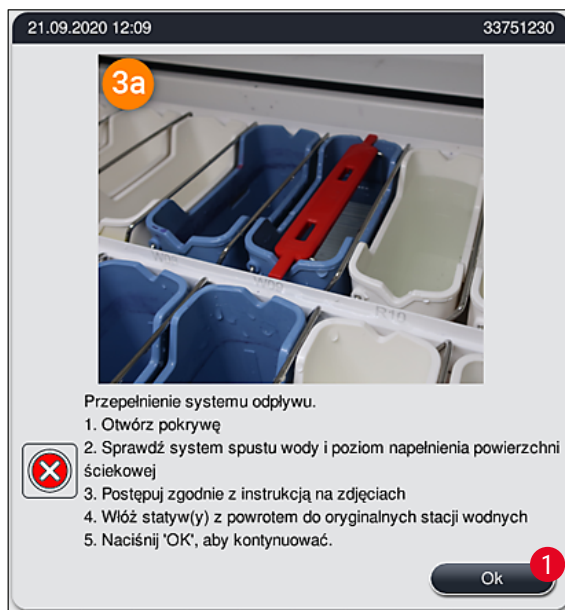 21.09.2020 12:09 33751230
3a
R10
Przepełnienie systemu odpływu.
1. Otwórz pokrywę
2. Sprawdź system spustu wody i poziom napełnienia powierzchni
ściekowej
3. Postępuj zgodnie z instrukcją na zdjęciach
4. Włóż statyw(y) z powrotem do oryginalnych stacji wodnych
5. Naciśnij 'OK', aby kontynuować.
Ok
1